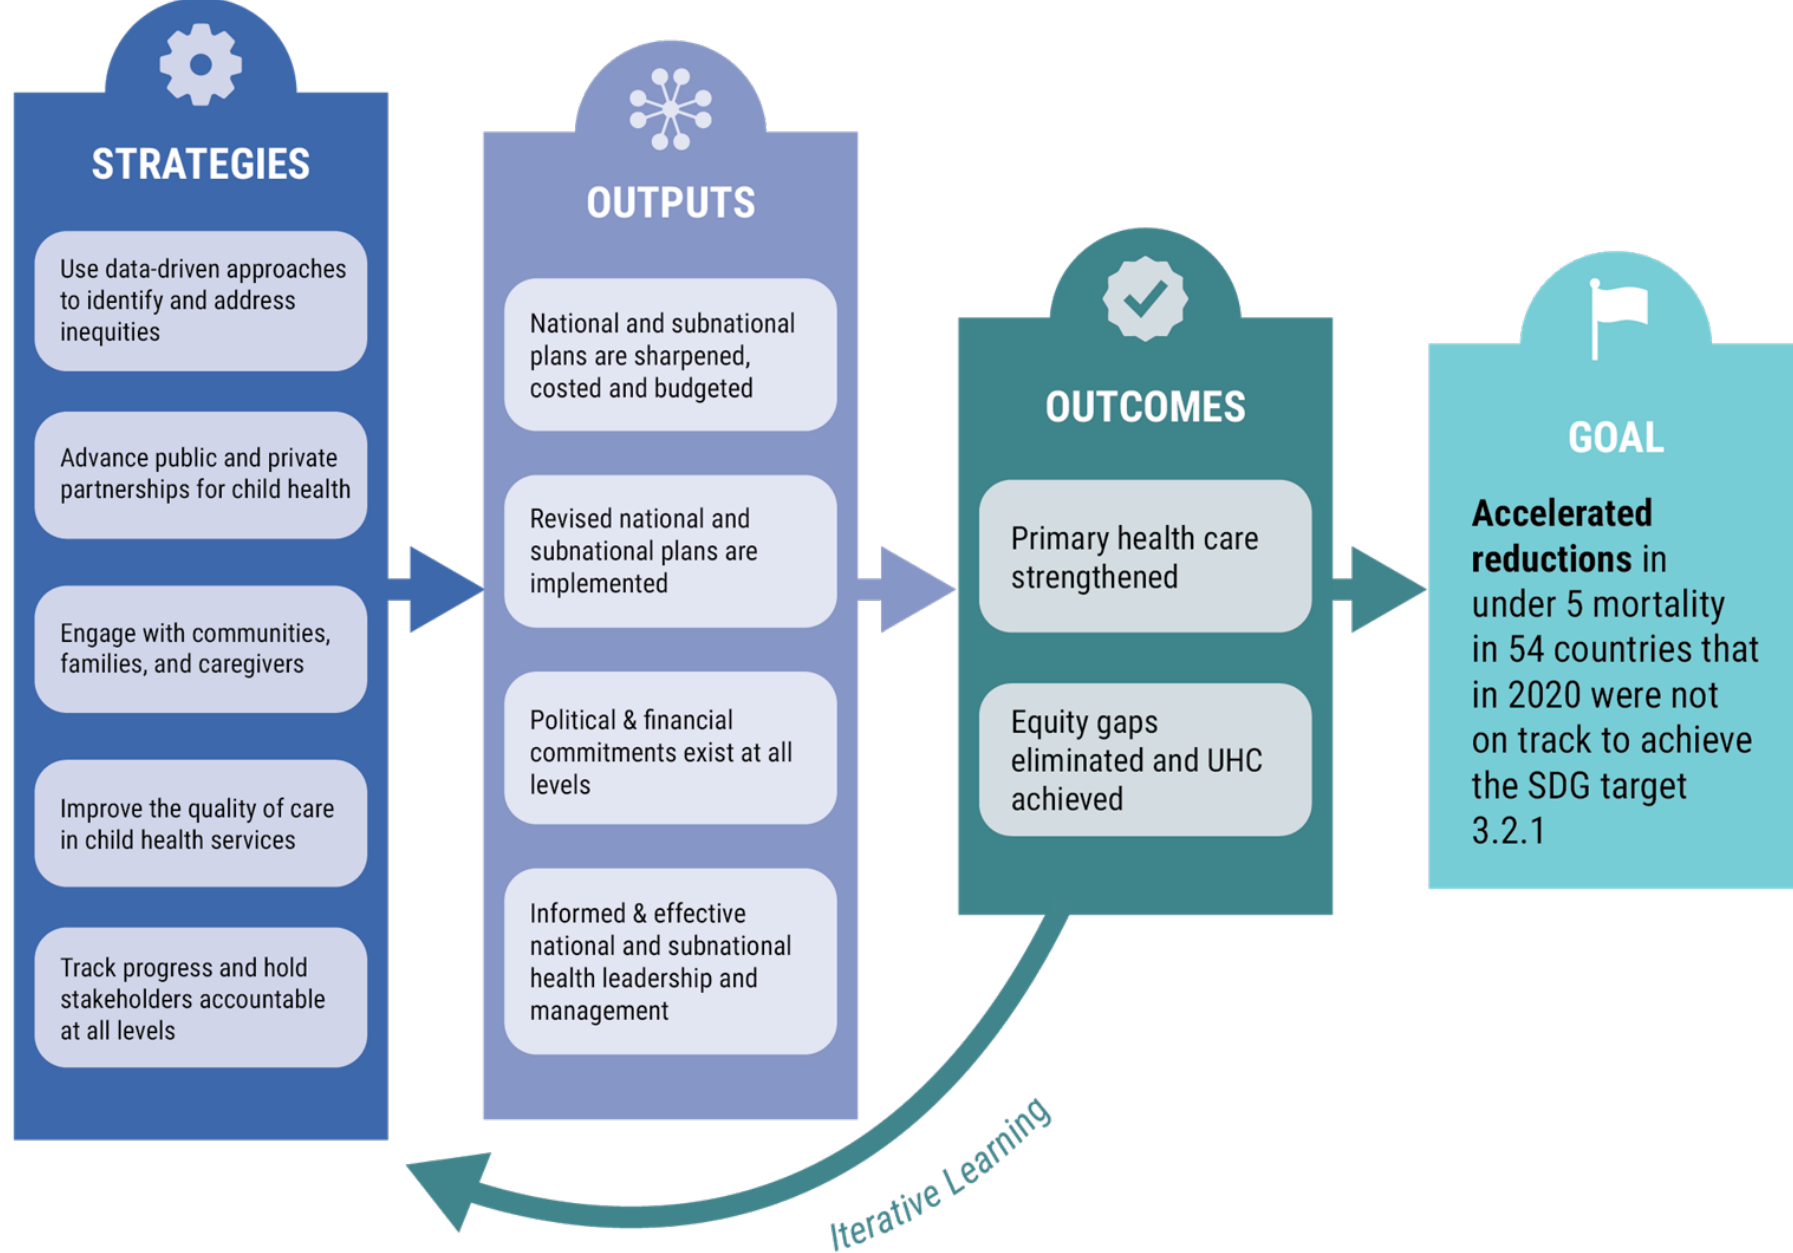 STRATEGIES
Use data-driven approaches
to identify and address
inequities
Advance public and private
partnerships for child health
Engage with communities,
families, and caregivers
Improve the quality of care
in child health services
Track progress and hold
stakeholders accountable
at all levels
OUTPUTS
National and subnational
plans are sharpened,
costed and budgeted
Revised national and
subnational plans are
implemented
Political & financial
commitments exist at all
levels
Informed & effective
national and subnational
health leadership and
management
OUTCOMES
Primary health care
strengthened
Equity gaps
eliminated and UHC
achieved
GOAL
Accelerated
reductions in
under 5 mortality
in 54 countries that
in 2020 were not
on track to achieve
the SDG target
3.2.1
Iterative Learning